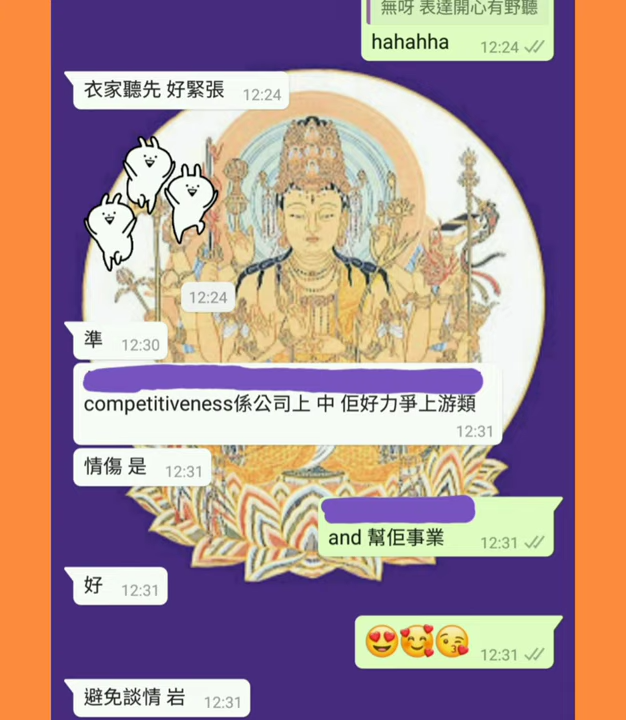 無呀 表達開心有野聽
hahahha 12:24
衣家聽先 好緊張 12:24
12:24
準 12:30
competitiveness係公司上 中 佢好力爭上游類
12:31
情傷 是 12:31
and 幫佢事業 12:31
好 12:31
12:31
避免談情 岩 12:31